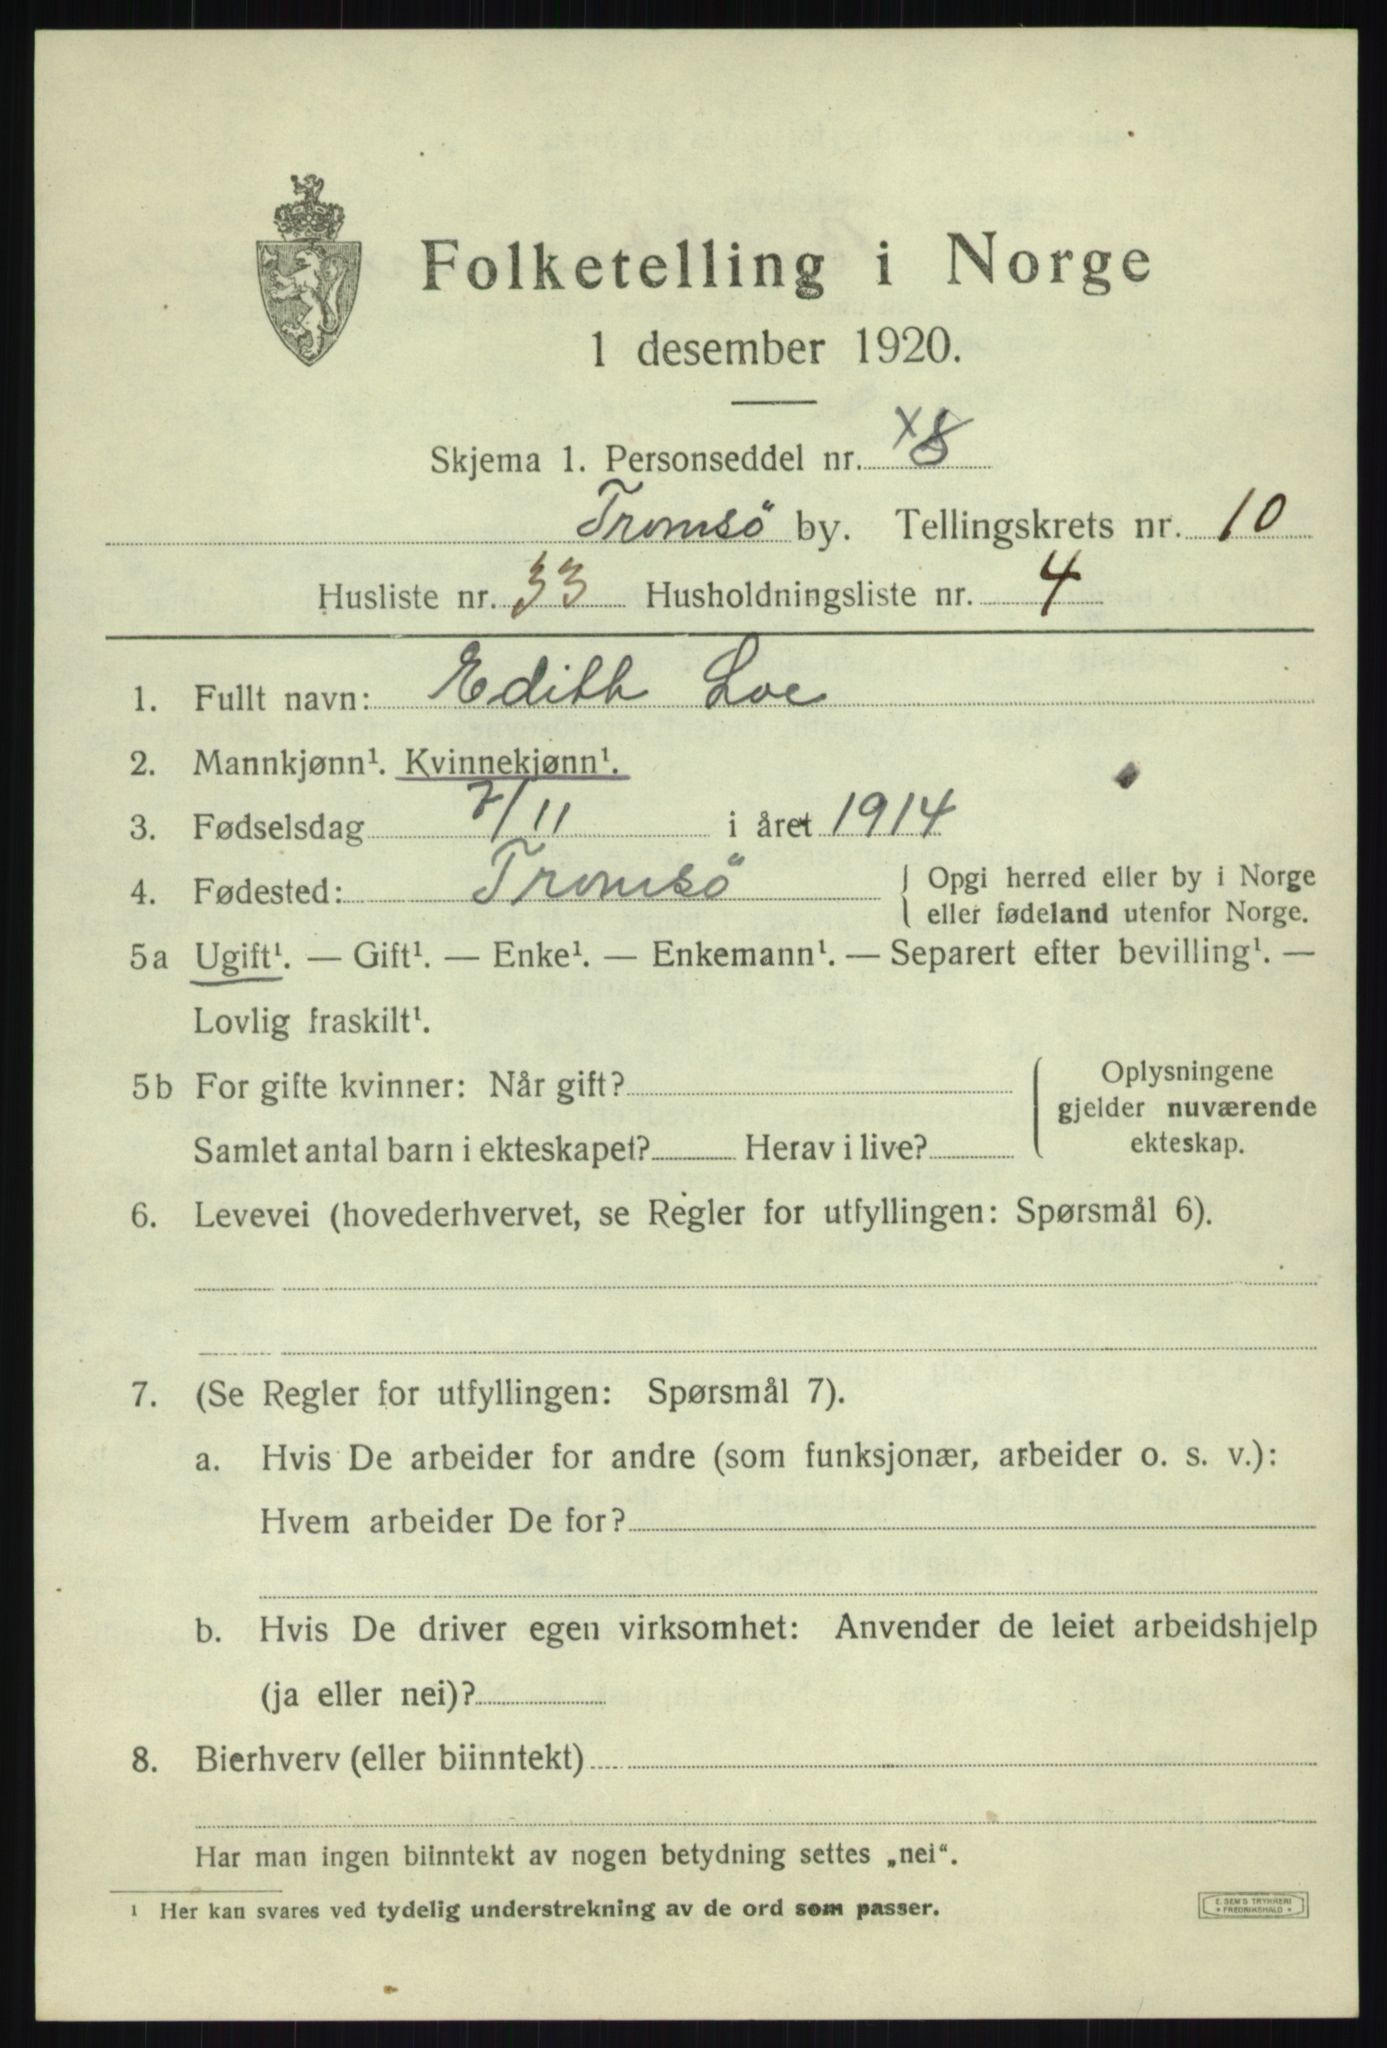 Folketelling i Norge
1 desember 1920.
Skjema 1. Personseddel nr. x8
Tromsö by. Tellingskrets nr. 10
Husliste nr. 33 Husholdningsliste nr. 4
1. Fullt navn: Edith Loe
2. Mannkjønn¹. Kvinnekjønn¹.
3. Fødselsdag 7/11 i året 1914
4. Fødested: Tromsö { Opgi herred eller by i Norge
eller fødeland utenfor Norge.
5a Ugift¹. — Gift¹. — Enke¹. — Enkemann¹. — Separert efter bevilling¹. —
Lovlig fraskilt¹.
5b For gifte kvinner: Når gift?
Samlet antal barn i ekteskapet? Herav i live?
Oplysningene
gjelder nuværende
ekteskap.
6. Levevei (hovederhvervet, se Regler for utfyllingen: Spørsmål 6).
7. (Se Regler for utfyllingen: Spørsmål 7).
a. Hvis De arbeider for andre (som funksjonær, arbeider o. s. v.):
Hvem arbeider De for?
b. Hvis De driver egen virksomhet: Anvender de leiet arbeidshjelp
(ja eller nei)?
8. Bierhverv (eller biinntekt)
Har man ingen biinntekt av nogen betydning settes „nei“.
1 Her kan svares ved tydelig understrekning av de ord som passer.
E. SEM'S TRYKKERI
FREDRIKSHALD